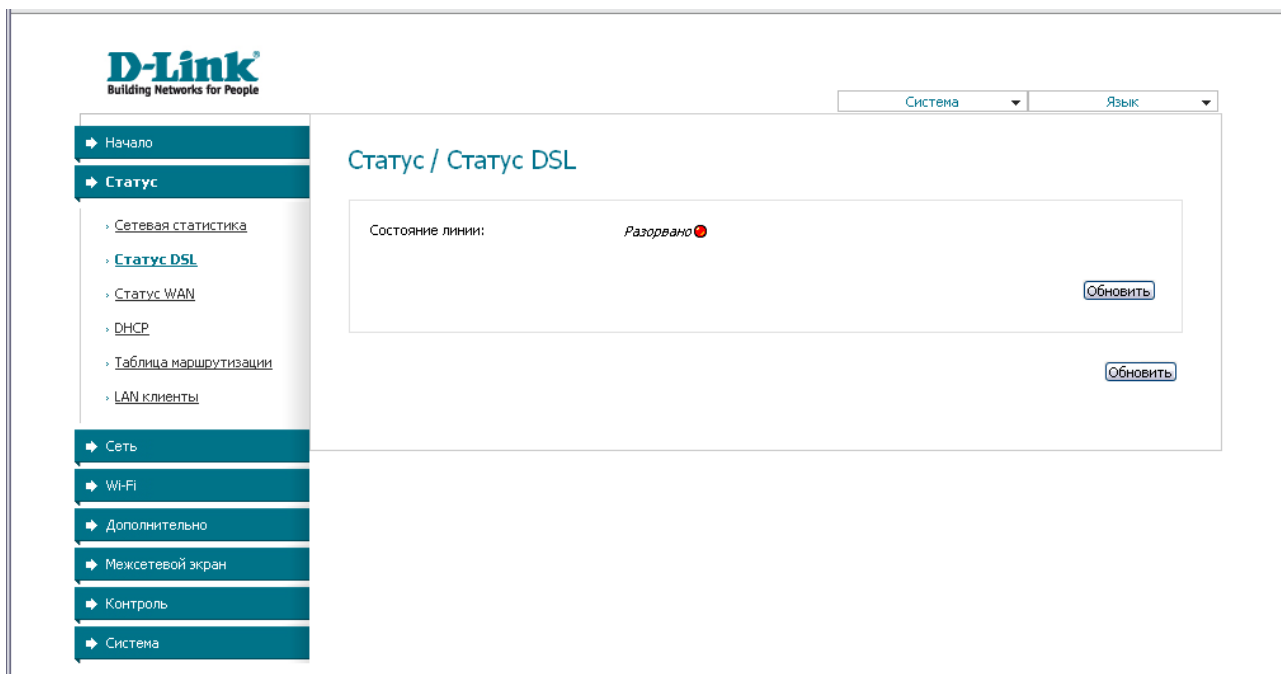 D-Link®
Building Networks for People
Система
Язык
Начало
Статус
Сетевая статистика
Статус DSL
Статус WAN
DHCP
Таблица маршрутизации
LAN клиенты
Сеть
Wi-Fi
Дополнительно
Межсетевой экран
Контроль
Система
Статус / Статус DSL
Состояние линии: Разорвано
Обновить
Обновить